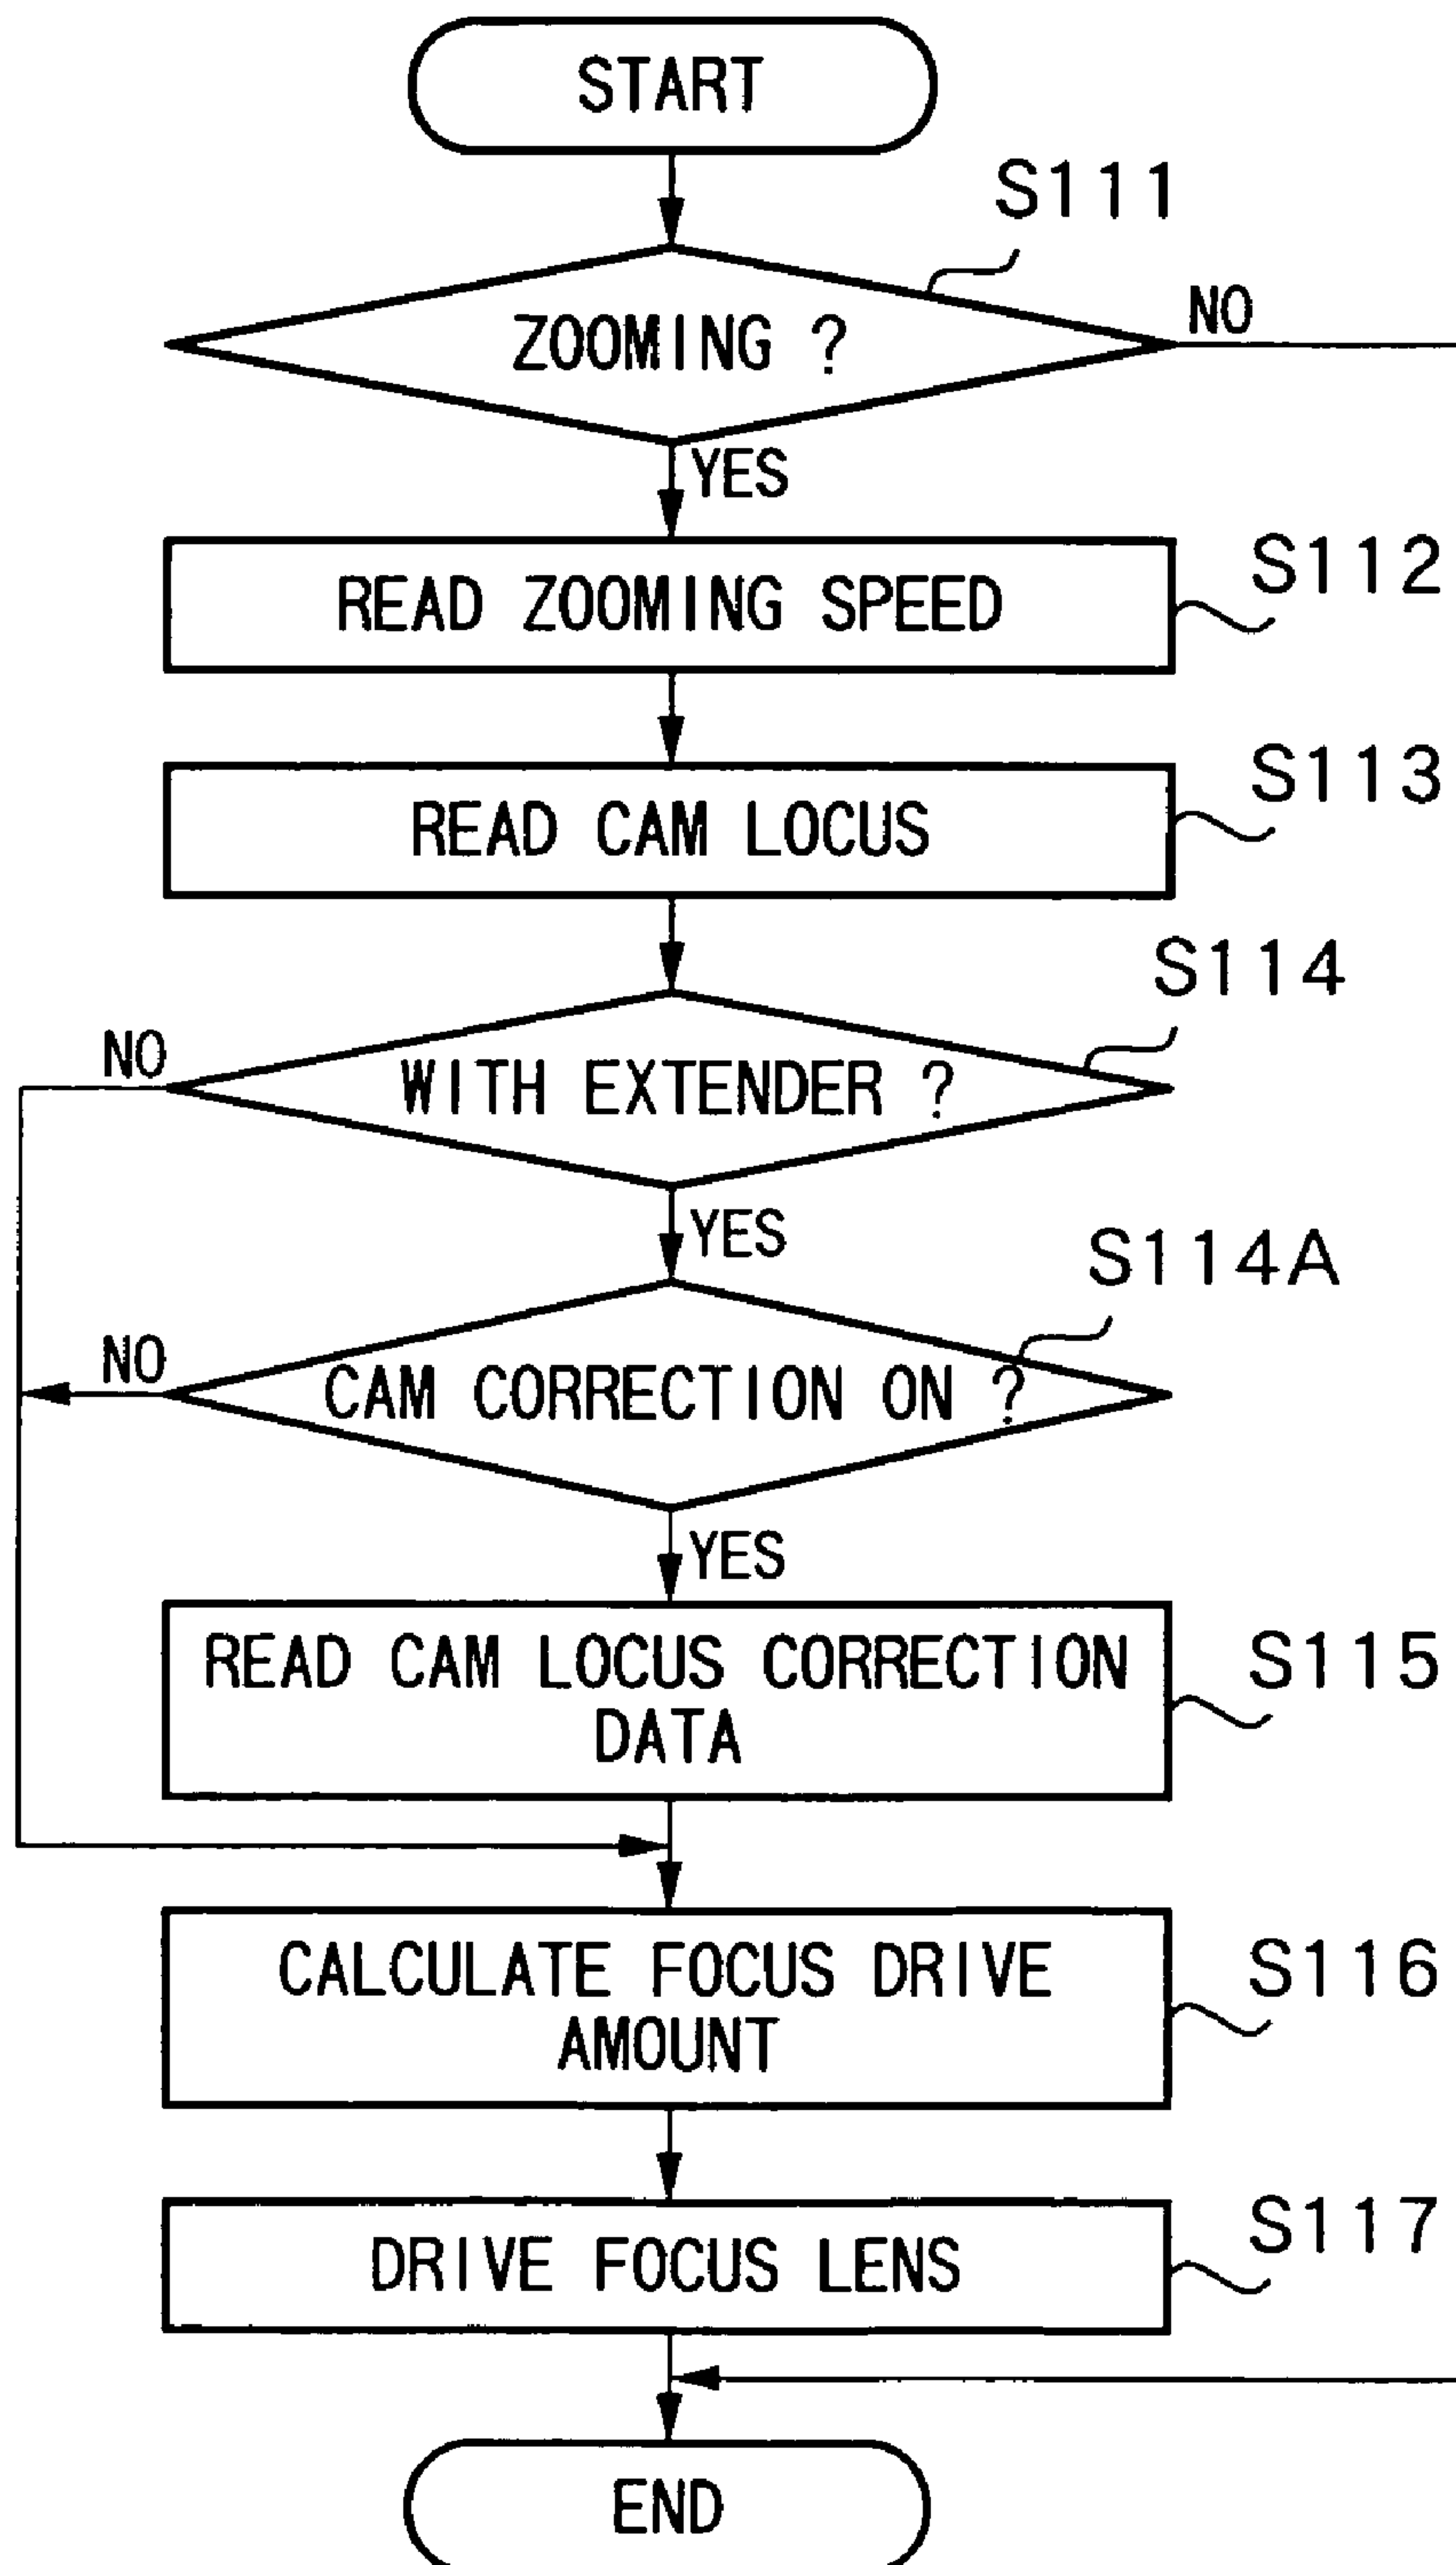 START
S111
ZOOMING ?
NO
YES
READ ZOOMING SPEED
S112
READ CAM LOCUS
S113
S114
NO
WITH EXTENDER ?
YES
S114A
NO
CAM CORRECTION ON ?
YES
READ CAM LOCUS CORRECTION
DATA
S115
CALCULATE FOCUS DRIVE
AMOUNT
S116
DRIVE FOCUS LENS
S117
END